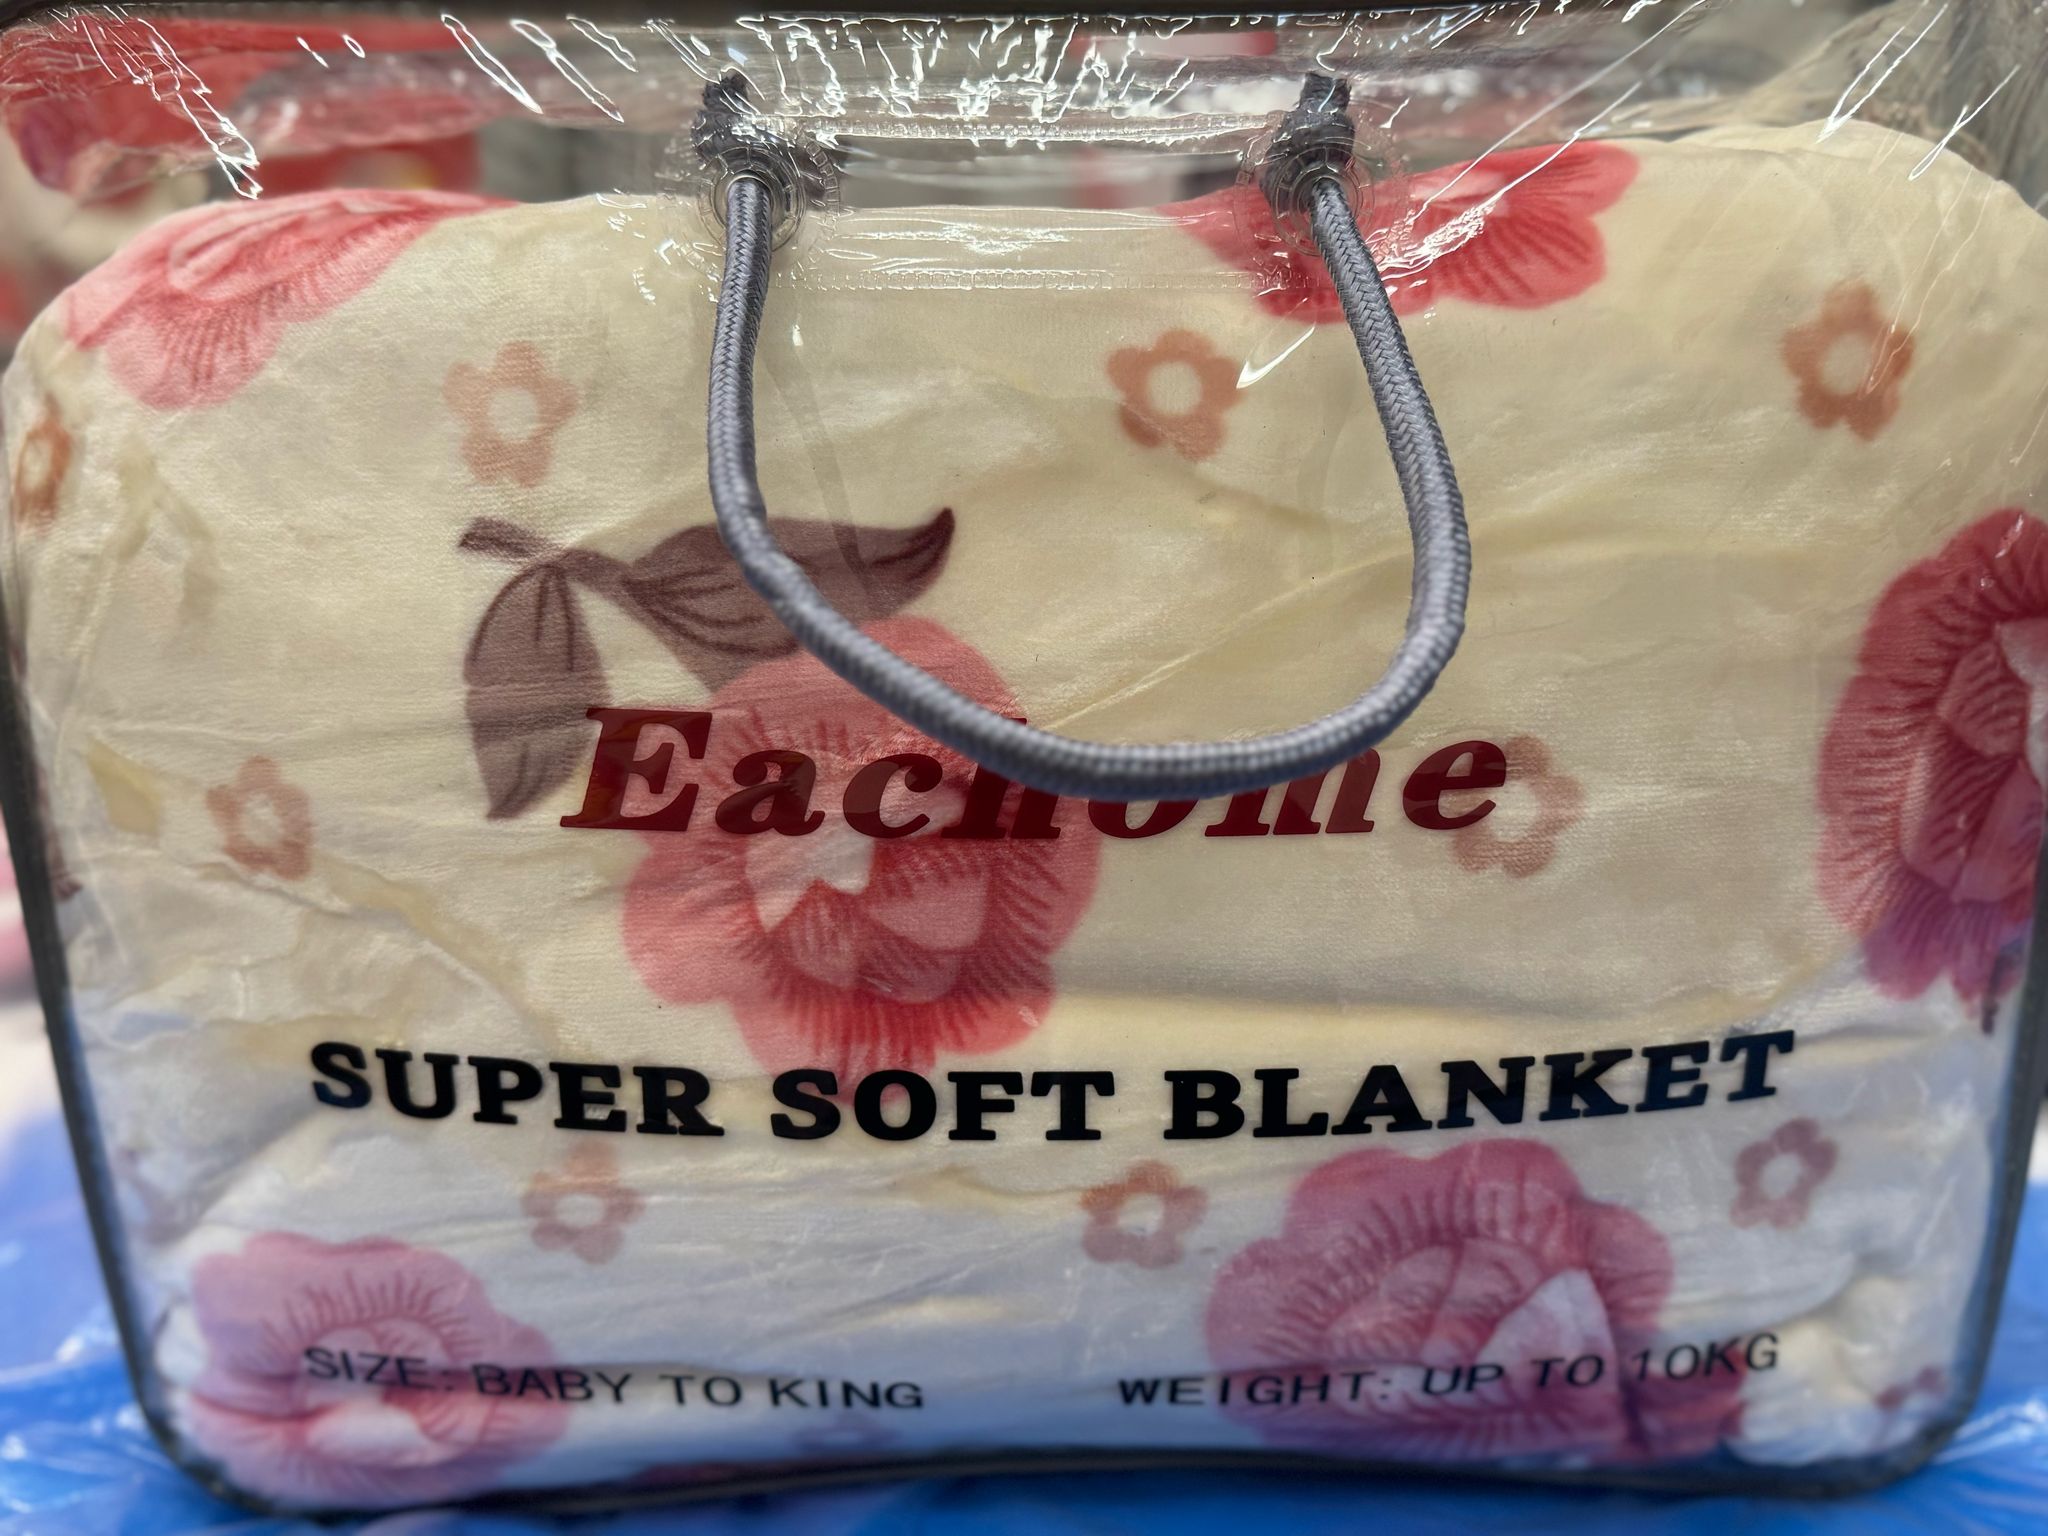 Eachome
SUPER SOFT BLANKET
SIZE: BABY TO KING
WEIGHT: UP TO 10KG